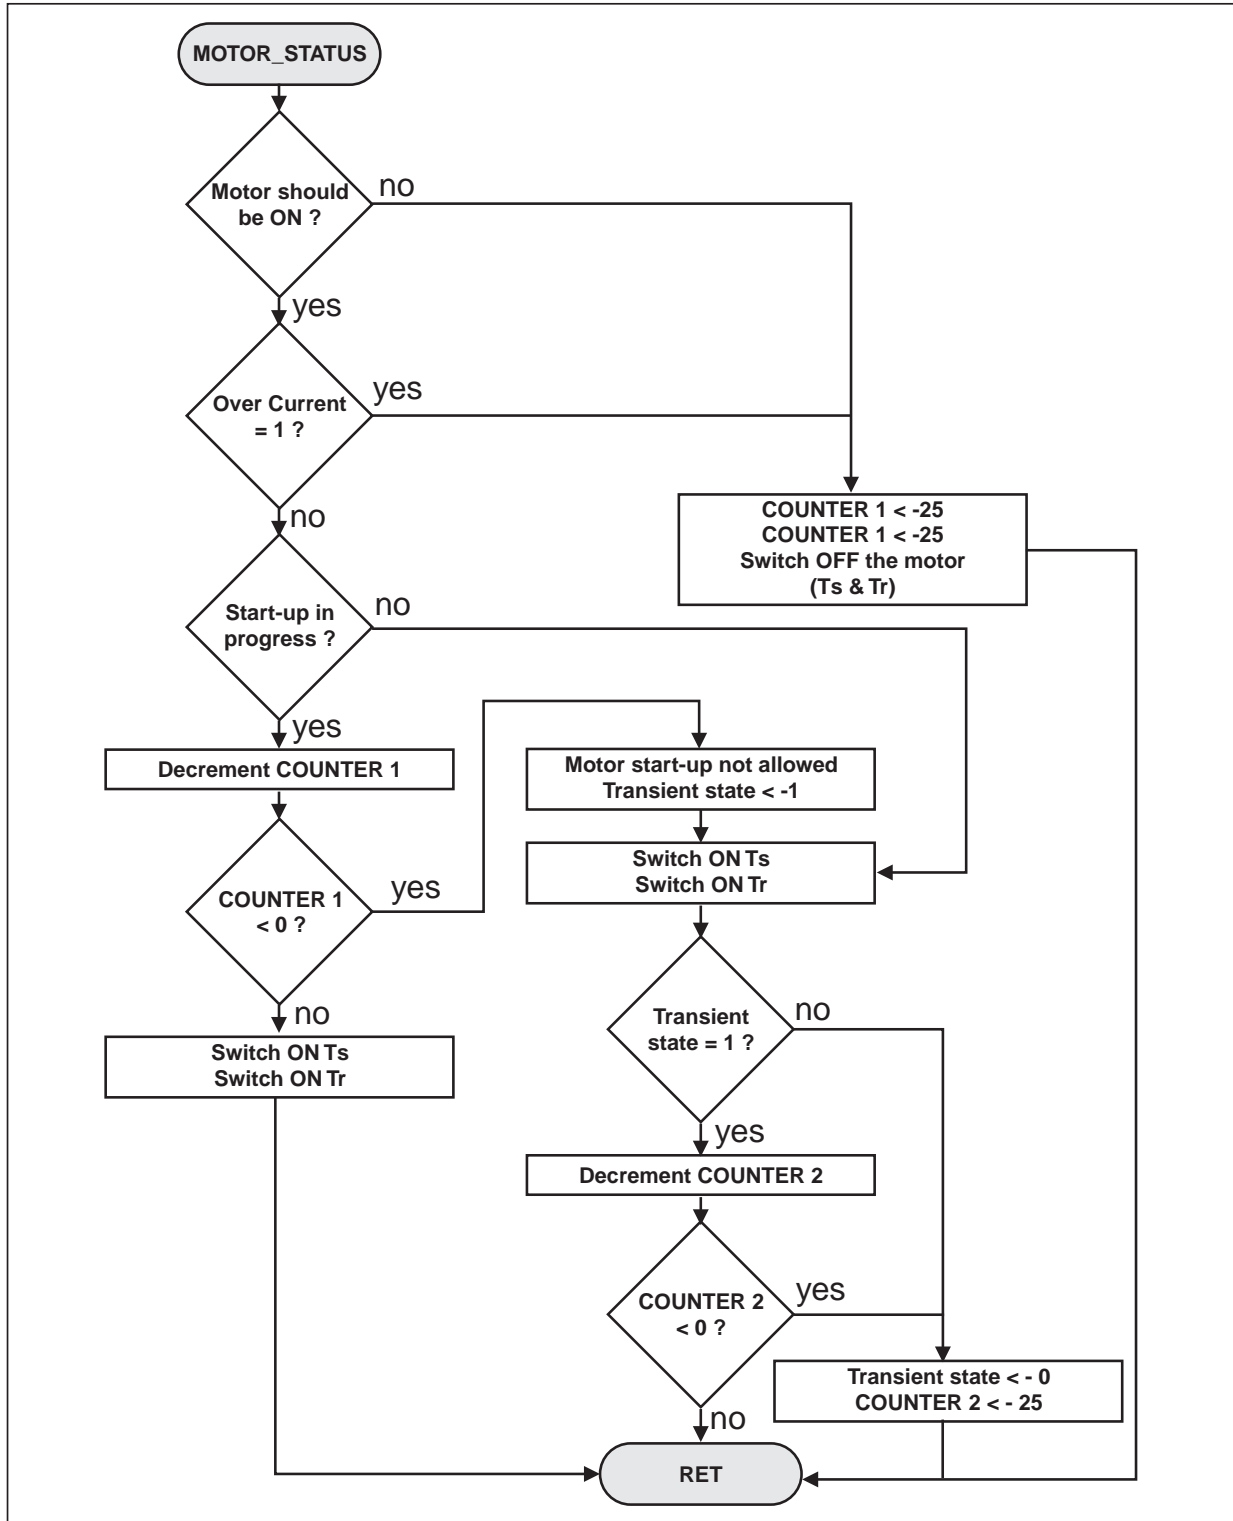 MOTOR_STATUS
Motor should
be ON ?
no
yes
Over Current
= 1 ?
yes
no
COUNTER 1 < -25
COUNTER 1 < -25
Switch OFF the motor
(Ts & Tr)
Start-up in
progress ?
no
yes
Decrement COUNTER 1
Motor start-up not allowed
Transient state < -1
Switch ON Ts
Switch ON Tr
COUNTER 1
< 0 ?
yes
no
Switch ON Ts
Switch ON Tr
Transient
state = 1 ?
no
yes
Decrement COUNTER 2
COUNTER 2
< 0 ?
yes
no
Transient state < - 0
COUNTER 2 < - 25
RET